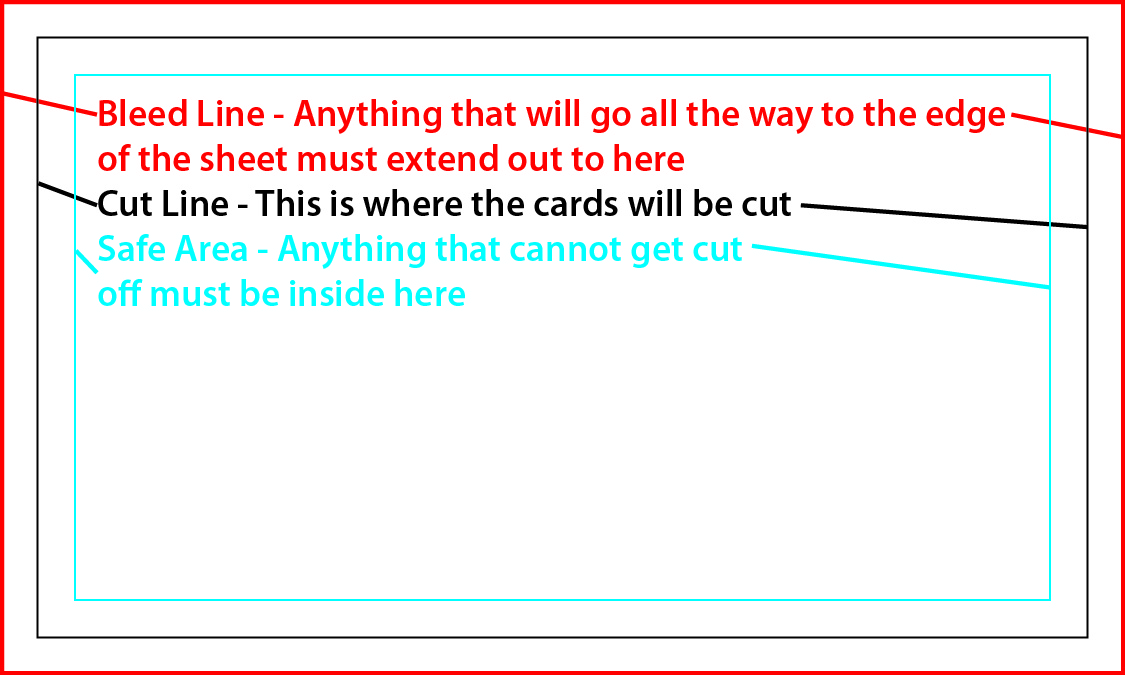 Bleed Line - Anything that will go all the way to the edge
of the sheet must extend out to here
Cut Line - This is where the cards will be cut
Safe Area - Anything that cannot get cut
off must be inside here